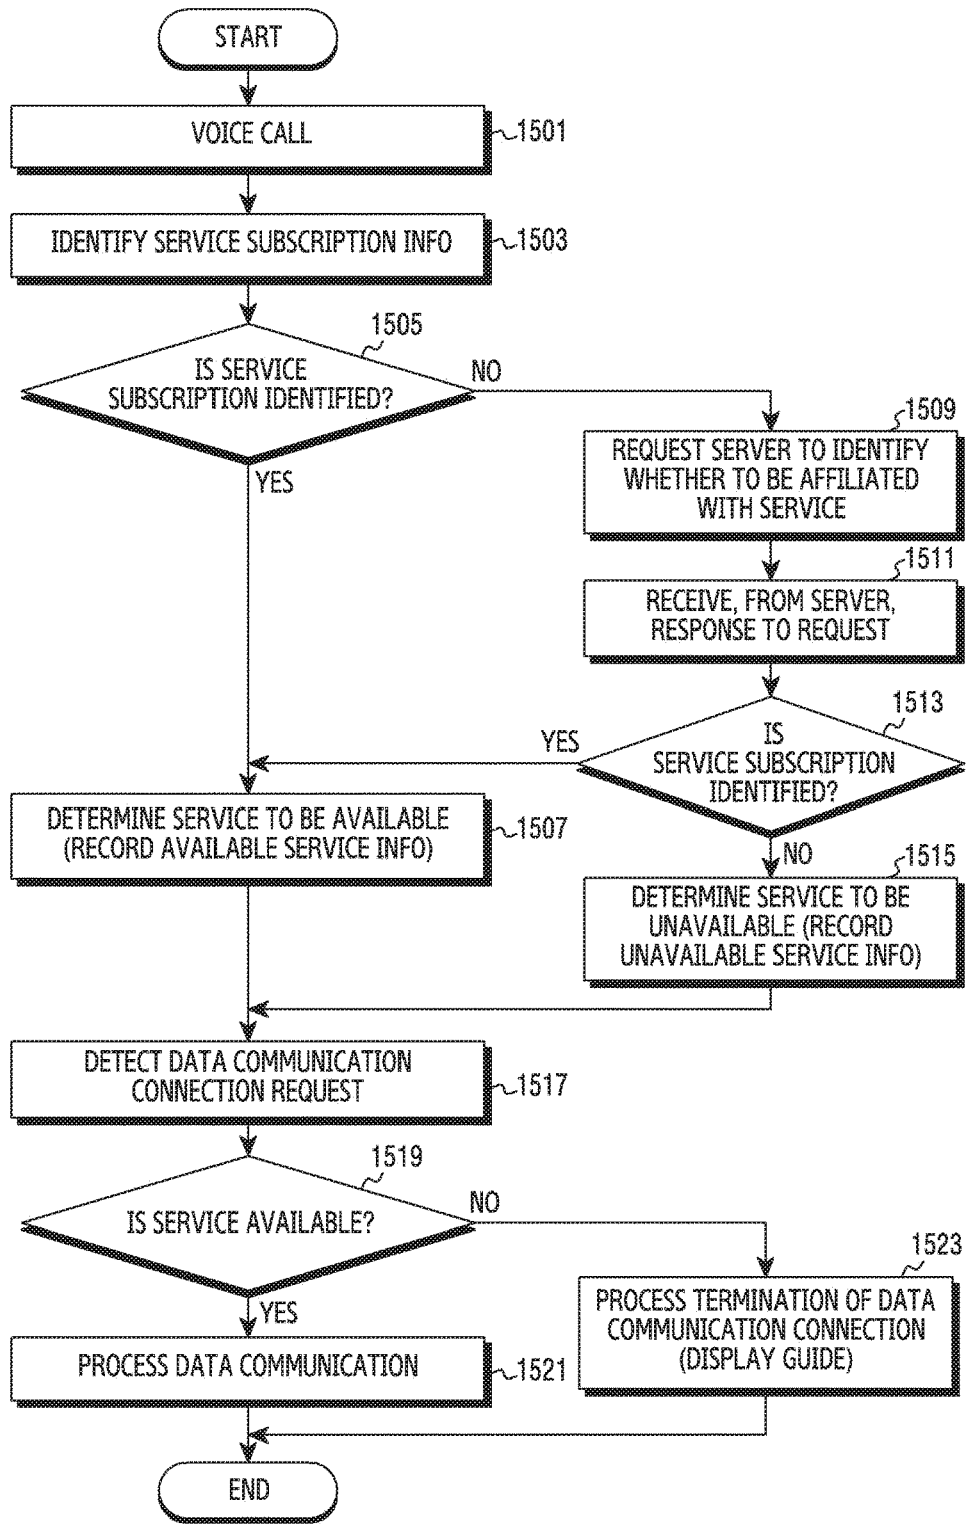 START
VOICE CALL
1501
IDENTIFY SERVICE SUBSCRIPTION INFO
1503
1505
IS SERVICE
SUBSCRIPTION IDENTIFIED?
NO
YES
1509
REQUEST SERVER TO IDENTIFY
WHETHER TO BE AFFILIATED
WITH SERVICE
1511
RECEIVE, FROM SERVER,
RESPONSE TO REQUEST
1513
IS
SERVICE SUBSCRIPTION
IDENTIFIED?
YES
NO
DETERMINE SERVICE TO BE AVAILABLE
(RECORD AVAILABLE SERVICE INFO)
1507
1515
DETERMINE SERVICE TO BE
UNAVAILABLE (RECORD
UNAVAILABLE SERVICE INFO)
DETECT DATA COMMUNICATION
CONNECTION REQUEST
1517
1519
IS SERVICE AVAILABLE?
NO
YES
1523
PROCESS TERMINATION OF DATA
COMMUNICATION CONNECTION
(DISPLAY GUIDE)
PROCESS DATA COMMUNICATION
1521
END